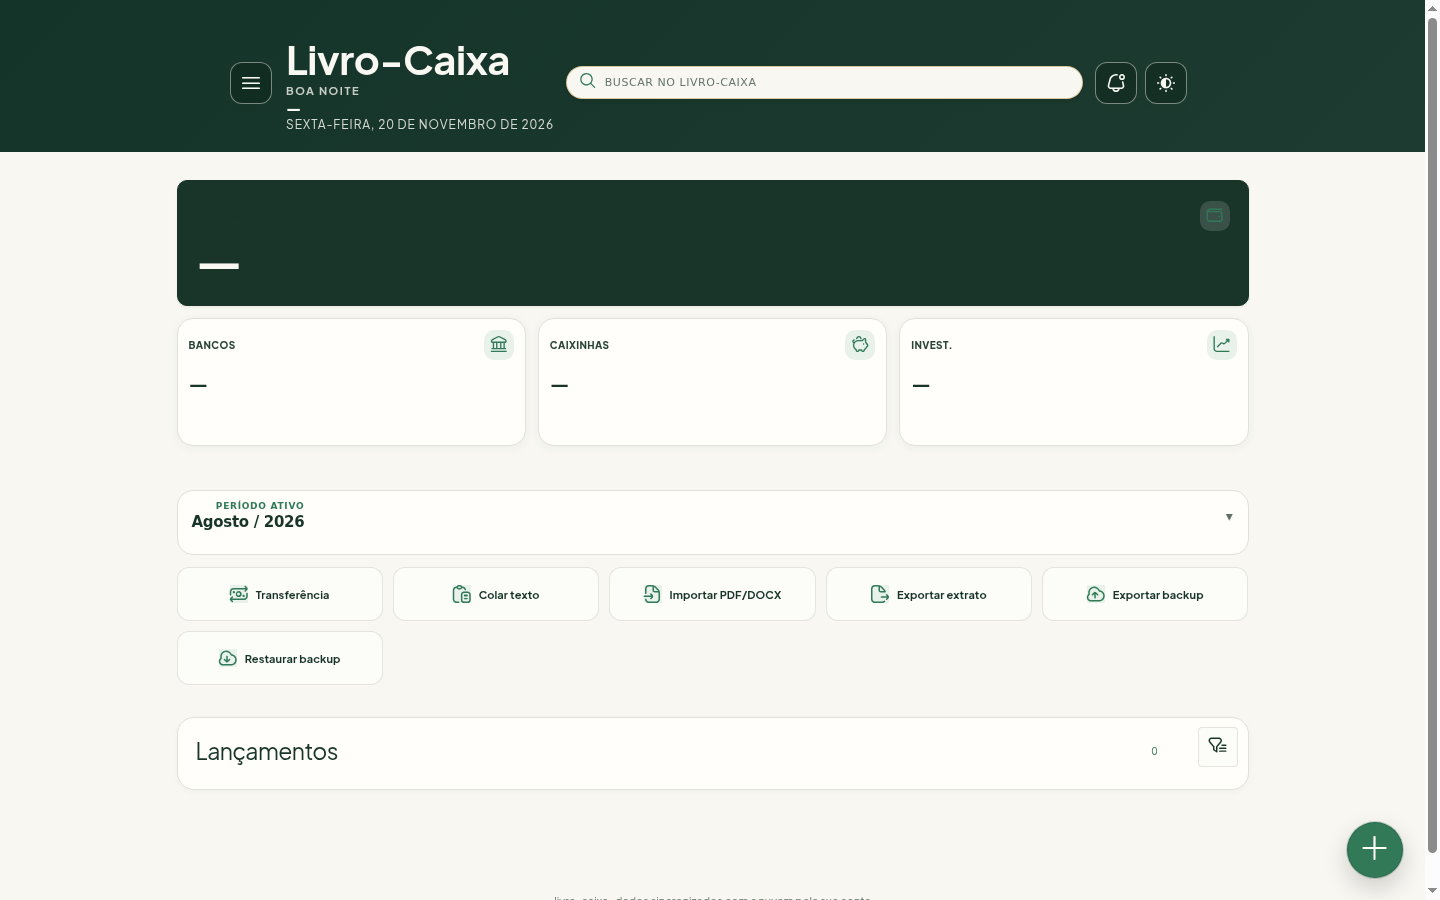 Livro-Caixa
BOA NOITE
—
SEXTA-FEIRA, 20 DE NOVEMBRO DE 2026
BUSCAR NO LIVRO-CAIXA
—
BANCOS
—
CAIXINHAS
—
INVEST.
—
PERÍODO ATIVO
Agosto / 2026
Transferência
Colar texto
Importar PDF/DOCX
Exportar extrato
Exportar backup
Restaurar backup
Lançamentos
0